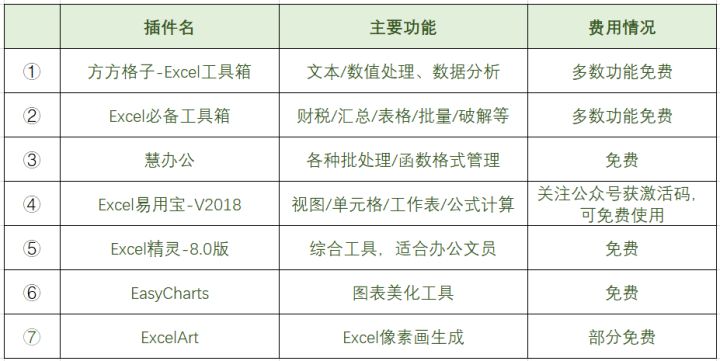 插件名 主要功能 费用情况
① 方方格子-Excel工具箱 文本/数值处理、数据分析 多数功能免费
② Excel必备工具箱 财税/汇总/表格/批量/破解等 多数功能免费
③ 慧办公 各种批处理/函数格式管理 免费
④ Excel易用宝-V2018 视图/单元格/工作表/公式计算 关注公众号获激活码，
可免费使用
⑤ Excel精灵-8.0版 综合工具，适合办公文员 免费
⑥ EasyCharts 图表美化工具 免费
⑦ ExcelArt Excel像素画生成 部分免费